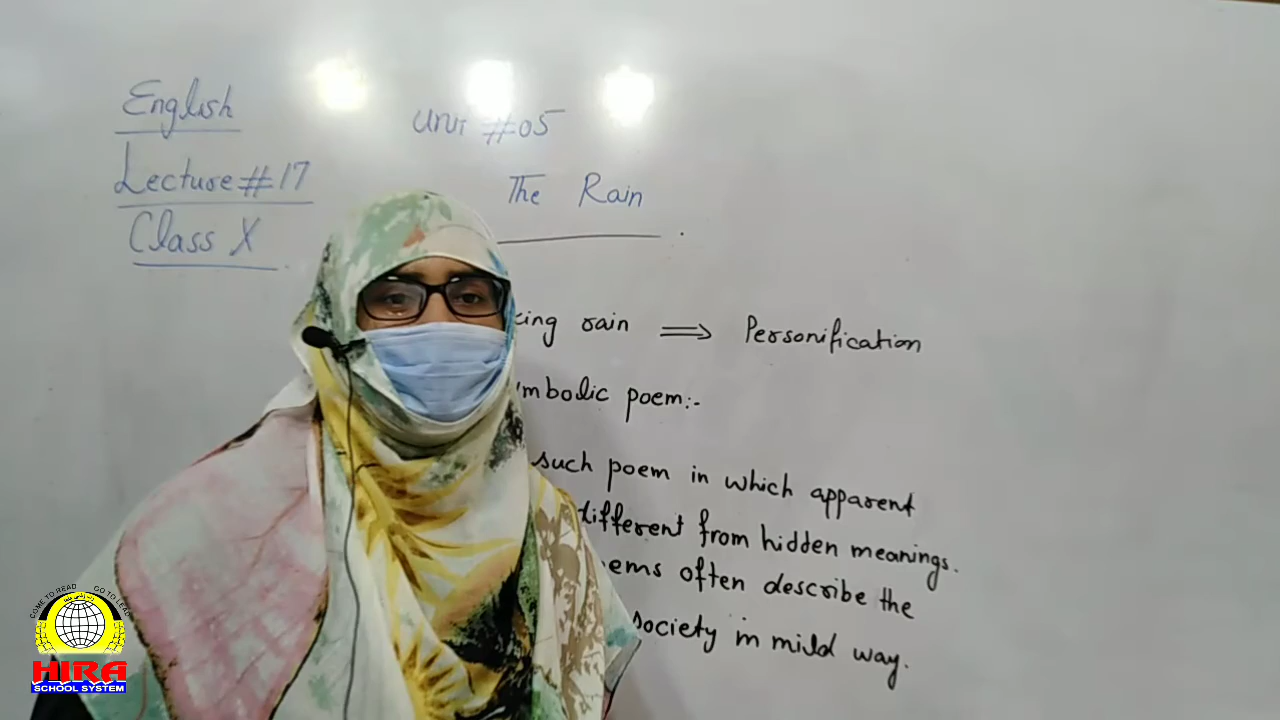 English
Unit #05
Lecture #17
The Rain
Class X
king rain ⇒ Personification
mbolic poem:-
such poem in which apparent
different from hidden meanings.
ems often describe the
society in mild way.
COME TO READ GO TO LEAD
HIRA
SCHOOL SYSTEM